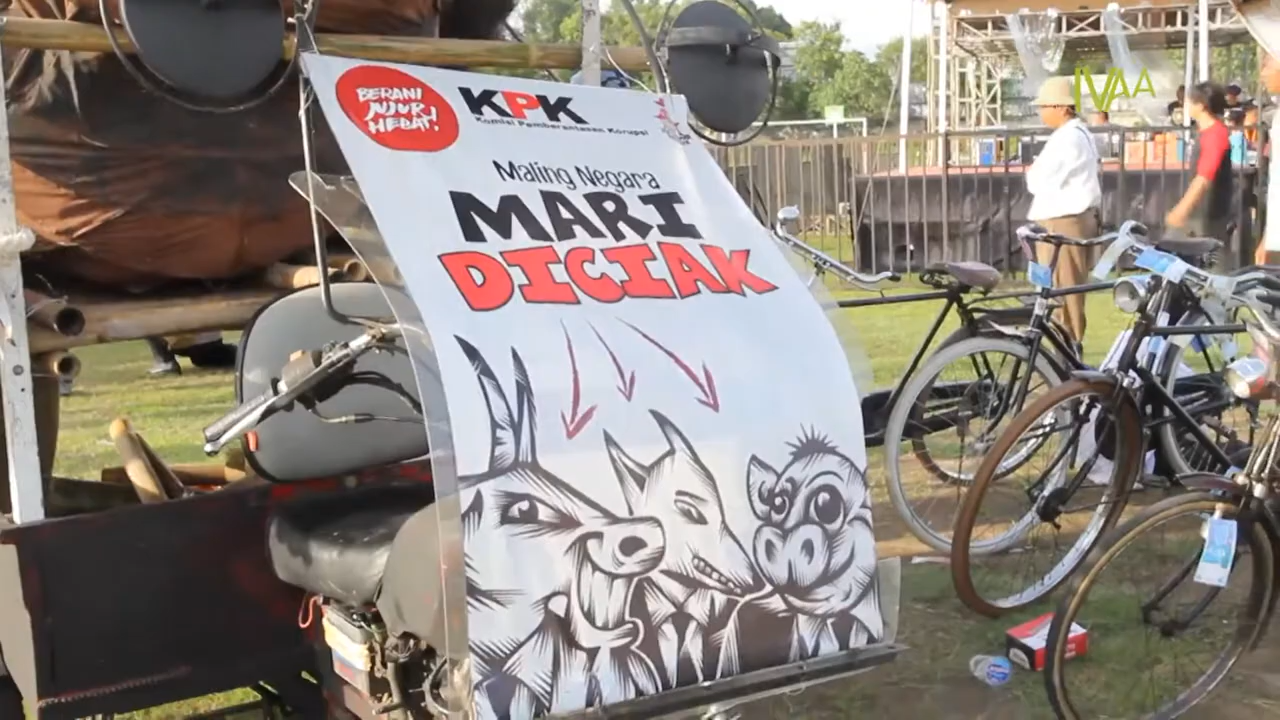 IVAA
BERANI
JUJUR
HEBAT!
KPK
Komisi Pemberantasan Korupsi
Maling Negara
MARI
DICIAK